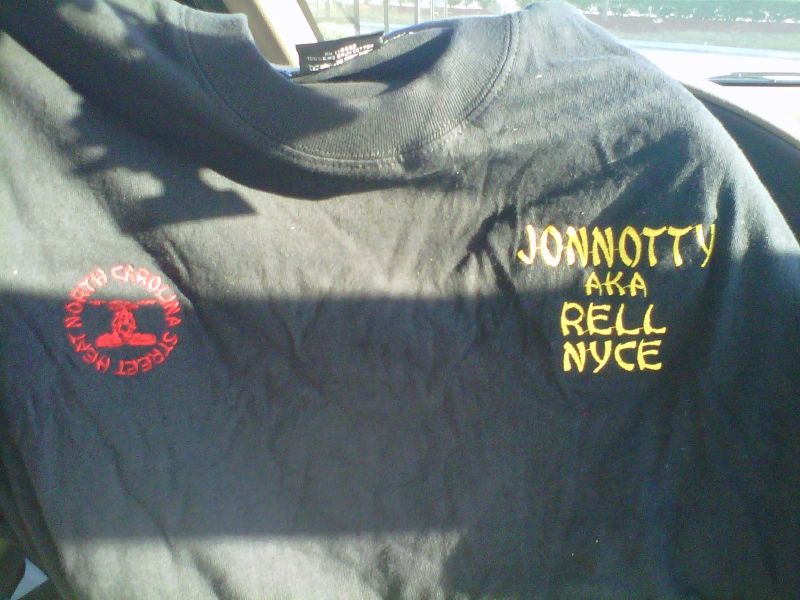 NORTH CAROLINA STREET HEAT
JONNOTTY
AKA
RELL
NYCE